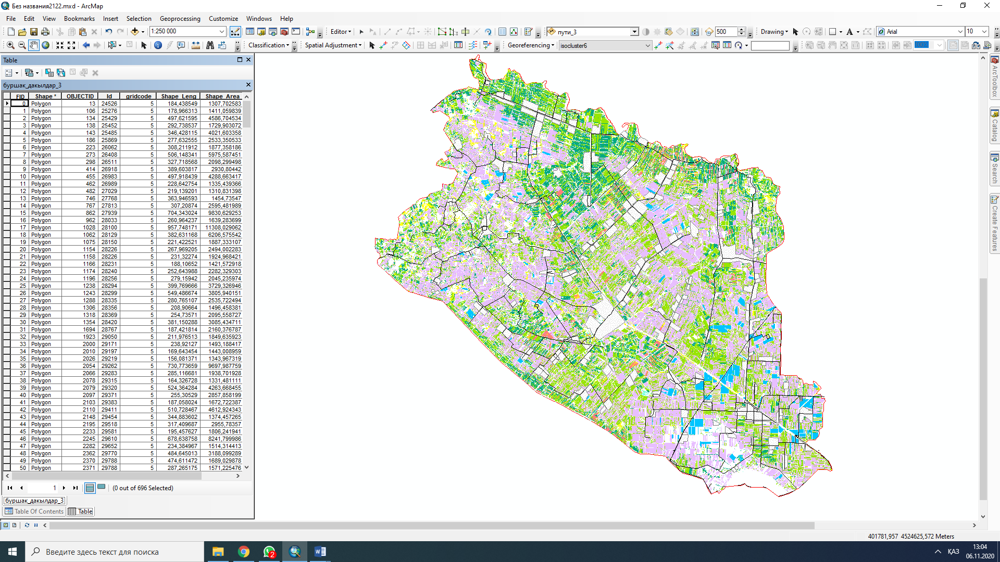 Без названия2122.mxd - ArcMap
File Edit View Bookmarks Insert Selection Geoprocessing Customize Windows Help
1:250 000 Editor пути_3 500 Drawing A Arial 10
Classification Spatial Adjustment Georeferencing isocluster6 100%
Table
буршак_дакылдар_3
FID Shape * OBJECTID Id gridcode Shape_Leng Shape_Area
0 Polygon 13 24526 5 184,438549 1307,702583
1 Polygon 106 25276 5 178,966313 1411,059839
2 Polygon 134 25429 5 497,621595 4586,704534
3 Polygon 138 25452 5 292,738537 1729,903072
4 Polygon 143 25485 5 346,428115 4021,603358
5 Polygon 186 25869 5 277,632555 2533,350533
6 Polygon 223 26062 5 308,211912 1877,358186
7 Polygon 273 26408 5 506,148341 5975,587451
8 Polygon 298 26511 5 327,718568 2098,299498
9 Polygon 414 26918 5 389,603817 2930,80442
10 Polygon 455 26983 5 497,918439 4288,663417
11 Polygon 462 26989 5 228,642754 1335,439366
12 Polygon 482 27029 5 219,139201 1310,831398
13 Polygon 746 27768 5 363,946593 1454,73547
14 Polygon 767 27813 5 307,20874 2595,481989
15 Polygon 862 27939 5 704,343024 9830,629253
16 Polygon 962 28033 5 260,964237 1639,283699
17 Polygon 1028 28100 5 957,748171 11308,029062
18 Polygon 1062 28129 5 382,631168 6206,575542
19 Polygon 1075 28150 5 221,422521 1887,333107
20 Polygon 1154 28226 5 267,969205 2494,002283
21 Polygon 1158 28226 5 231,32274 1924,968421
22 Polygon 1166 28231 5 188,10652 1421,572918
23 Polygon 1174 28240 5 252,643988 2282,329303
24 Polygon 1196 28256 5 279,15942 2045,235974
25 Polygon 1238 28294 5 399,769666 3729,326946
26 Polygon 1243 28299 5 549,486674 3805,940151
27 Polygon 1288 28335 5 280,765107 2535,722494
28 Polygon 1306 28356 5 208,90664 1496,458381
29 Polygon 1318 28369 5 254,73571 2095,558727
30 Polygon 1354 28420 5 381,150288 3085,434711
31 Polygon 1694 28767 5 187,421814 2160,376787
32 Polygon 1923 29050 5 211,976513 1849,635923
33 Polygon 2000 29171 5 238,92127 1493,188417
34 Polygon 2010 29197 5 169,643454 1443,008959
35 Polygon 2026 29219 5 156,081371 1343,967319
36 Polygon 2054 29262 5 730,773659 9697,987759
37 Polygon 2066 29283 5 285,116681 1938,701928
38 Polygon 2078 29315 5 164,326728 1331,481111
39 Polygon 2079 29320 5 524,364284 4263,668455
40 Polygon 2097 29371 5 255,30529 2857,858199
41 Polygon 2103 29383 5 187,058024 1672,722387
42 Polygon 2110 29411 5 510,728467 4612,924343
43 Polygon 2148 29454 5 344,883602 1374,457265
44 Polygon 2195 29518 5 317,409687 2955,78357
45 Polygon 2233 29581 5 195,457627 1806,241941
46 Polygon 2245 29610 5 678,638758 8241,799986
47 Polygon 2282 29652 5 234,384967 1514,314413
48 Polygon 2362 29770 5 484,645013 3188,099289
49 Polygon 2370 29788 5 474,611472 1689,029878
50 Polygon 2371 29788 5 287,265175 1571,225476
1 (0 out of 696 Selected)
буршак_дакылдар_3
Table Of Contents Table
ArcToolbox
Catalog
Search
Create Features
401781,957 4524625,572 Meters
Введите здесь текст для поиска
2
ҚАЗ
13:04
06.11.2020